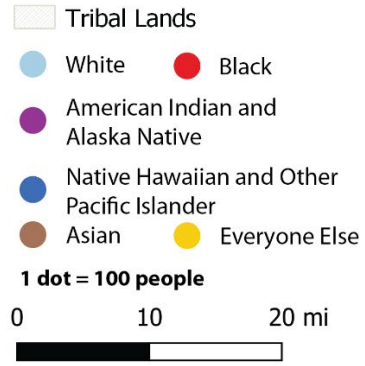 Tribal Lands
White
Black
American Indian and
Alaska Native
Native Hawaiian and Other
Pacific Islander
Asian
Everyone Else
1 dot = 100 people
0 10 20 mi